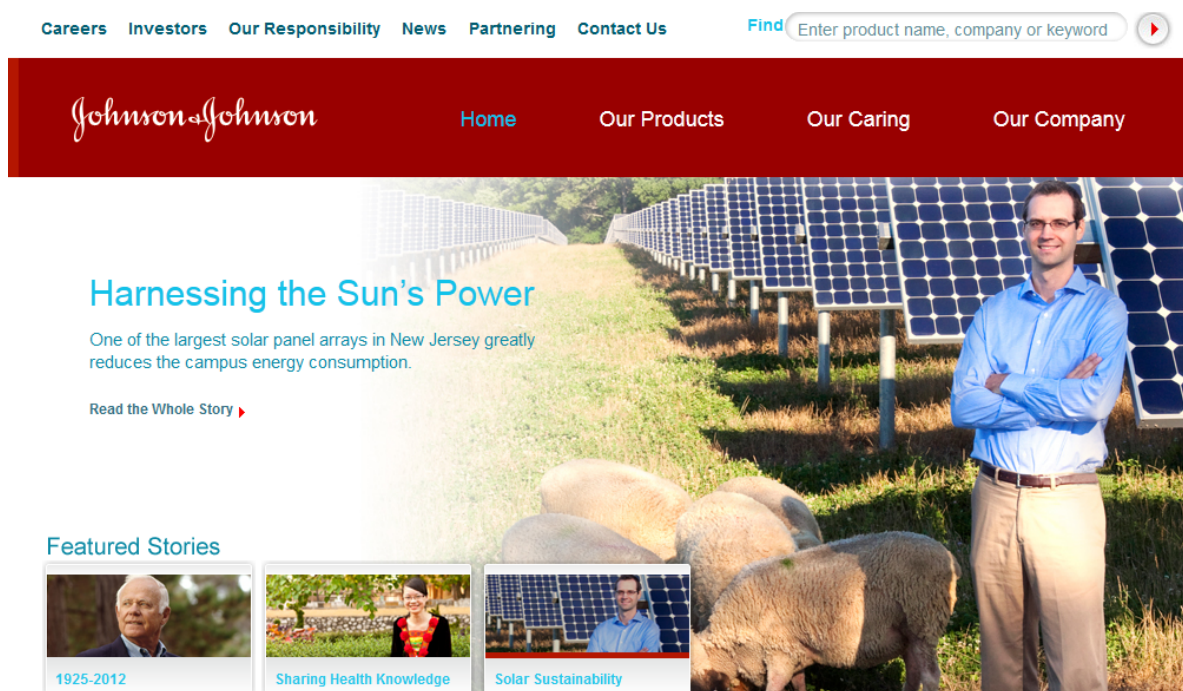 Careers Investors Our Responsibility News Partnering Contact Us Find Enter product name, company or keyword
Johnson & Johnson Home Our Products Our Caring Our Company
Harnessing the Sun's Power
One of the largest solar panel arrays in New Jersey greatly
reduces the campus energy consumption.
Read the Whole Story
Featured Stories
1925-2012 Sharing Health Knowledge Solar Sustainability